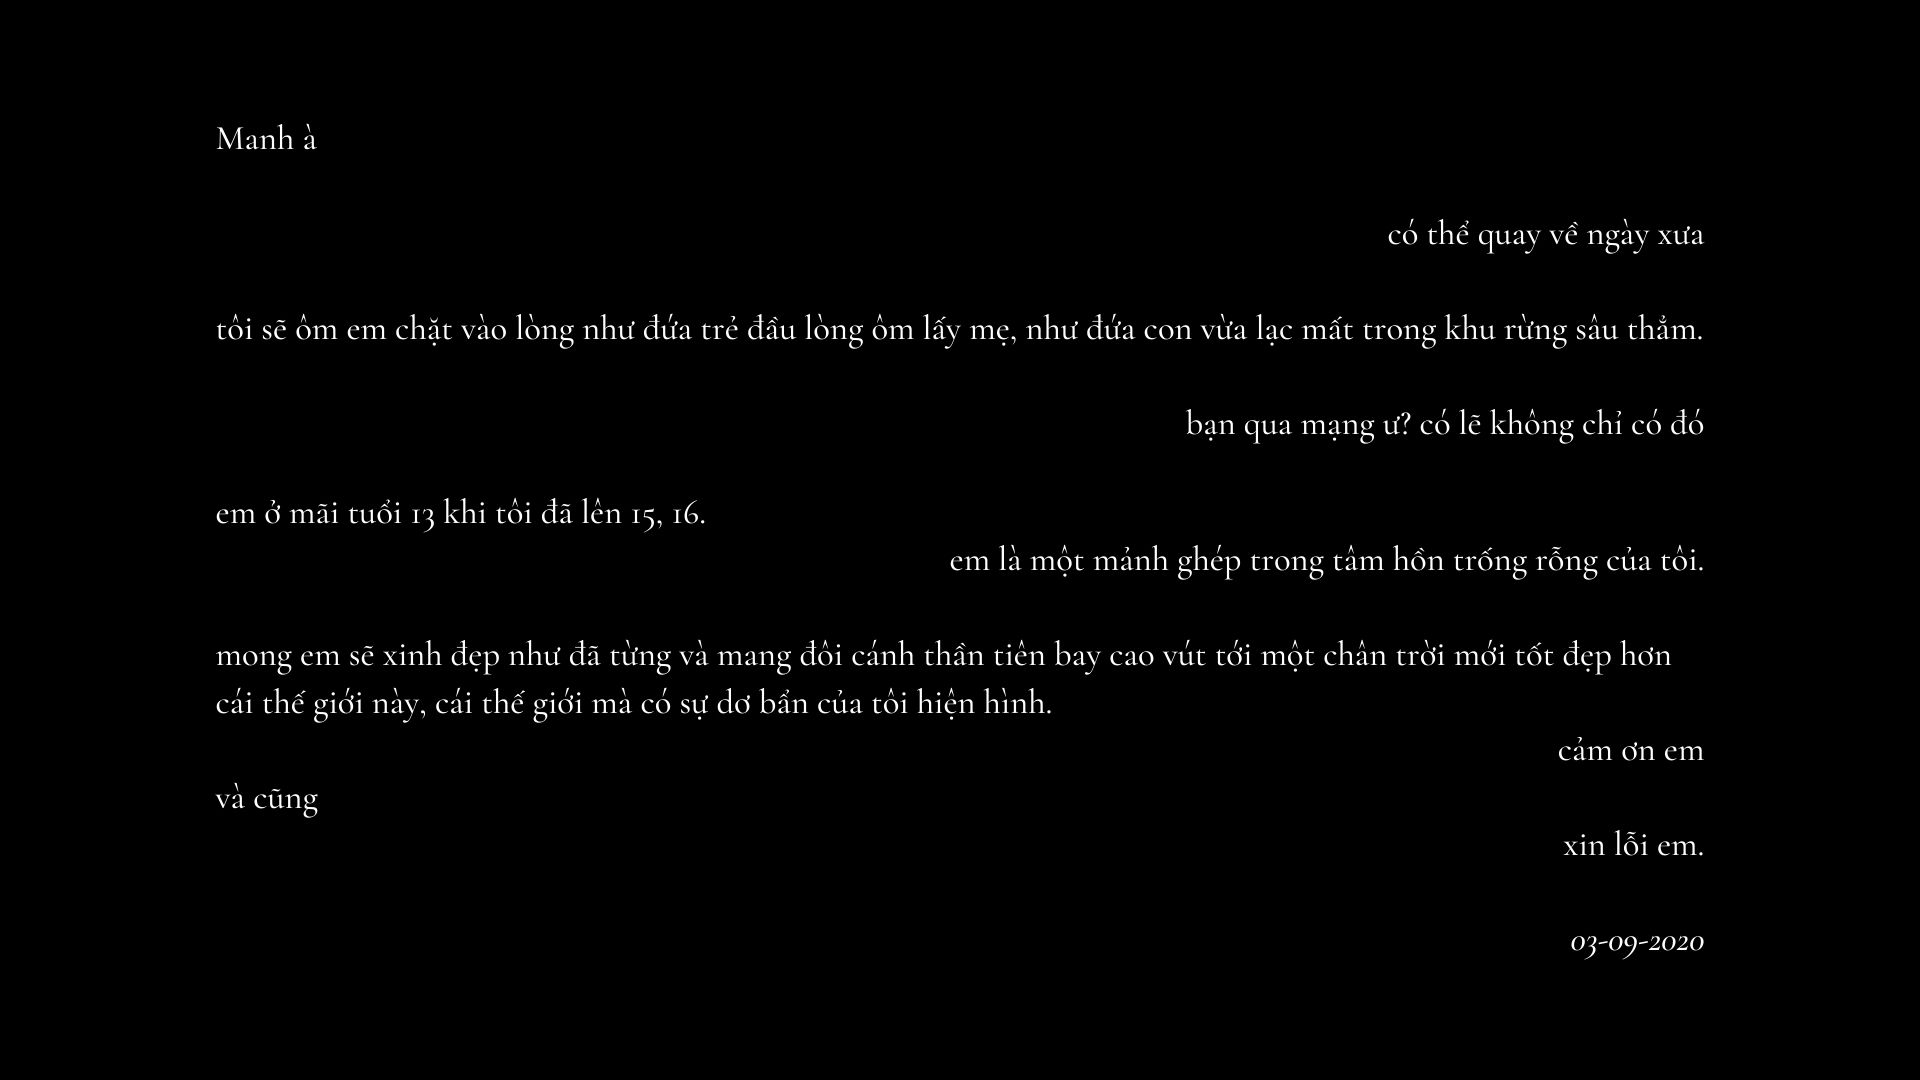 Manh à
có thể quay về ngày xưa
tôi sẽ ôm em chặt vào lòng như đứa trẻ đầu lòng ôm lấy mẹ, như đứa con vừa lạc mất trong khu rừng sâu thẳm.
bạn qua mạng ư? có lẽ không chỉ có đó
em ở mãi tuổi 13 khi tôi đã lên 15, 16.
em là một mảnh ghép trong tâm hồn trống rỗng của tôi.
mong em sẽ xinh đẹp như đã từng và mang đôi cánh thần tiên bay cao vút tới một chân trời mới tốt đẹp hơn
cái thế giới này, cái thế giới mà có sự dơ bẩn của tôi hiện hình.
cảm ơn em
và cũng
xin lỗi em.
03-09-2020